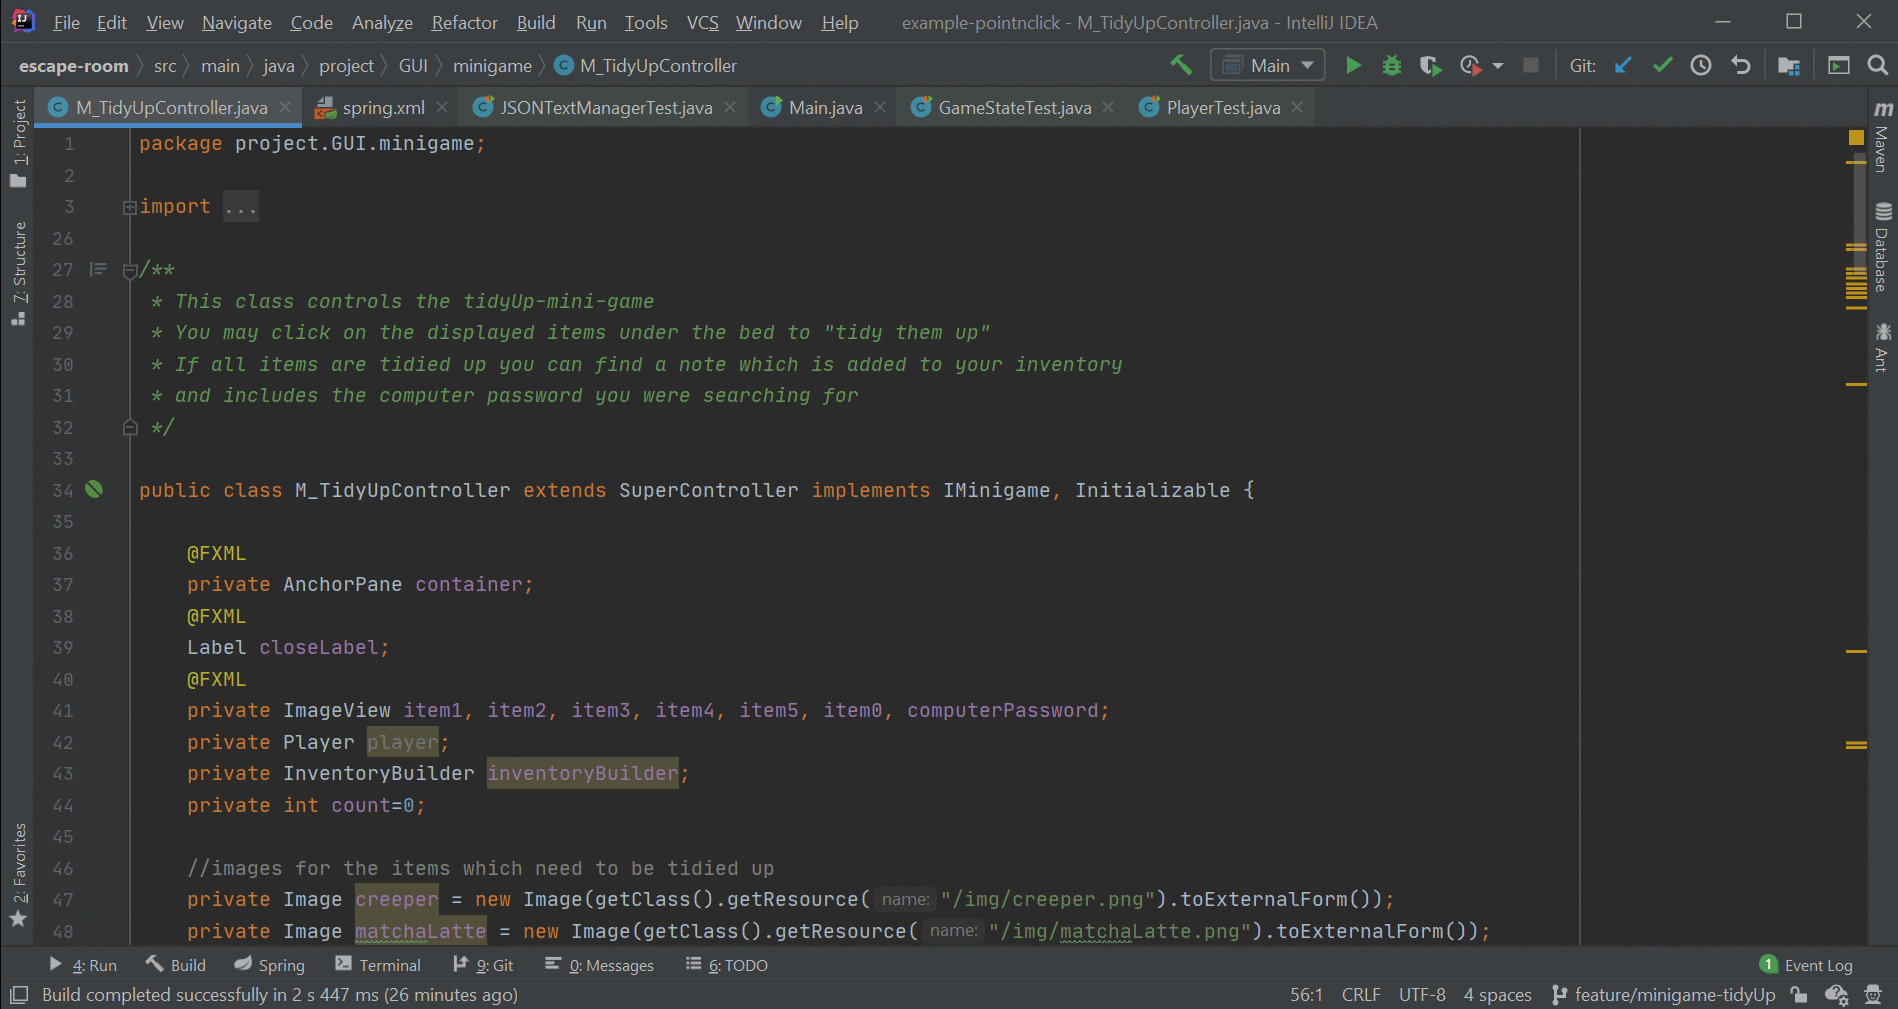 File Edit View Navigate Code Analyze Refactor Build Run Tools VCS Window Help example-pointnclick - M_TidyUpController.java - IntelliJ IDEA
escape-room src main java project GUI minigame C M_TidyUpController Main Git:
C M_TidyUpController.java spring.xml C JSONTextManagerTest.java C Main.java C GameStateTest.java C PlayerTest.java
1: Project
7: Structure
2: Favorites
1 package project.GUI.minigame;
2
3 import ...
26
27 /**
28 * This class controls the tidyUp-mini-game
29 * You may click on the displayed items under the bed to "tidy them up"
30 * If all items are tidied up you can find a note which is added to your inventory
31 * and includes the computer password you were searching for
32 */
33
34 public class M_TidyUpController extends SuperController implements IMinigame, Initializable {
35
36 @FXML
37 private AnchorPane container;
38 @FXML
39 Label closeLabel;
40 @FXML
41 private ImageView item1, item2, item3, item4, item5, item0, computerPassword;
42 private Player player;
43 private InventoryBuilder inventoryBuilder;
44 private int count=0;
45
46 //images for the items which need to be tidied up
47 private Image creeper = new Image(getClass().getResource( name: "/img/creeper.png").toExternalForm());
48 private Image matchaLatte = new Image(getClass().getResource( name: "/img/matchaLatte.png").toExternalForm());
m Maven
Database
Ant
4: Run Build Spring Terminal 9: Git 0: Messages 6: TODO 1 Event Log
Build completed successfully in 2 s 447 ms (26 minutes ago) 56:1 CRLF UTF-8 4 spaces feature/minigame-tidyUp